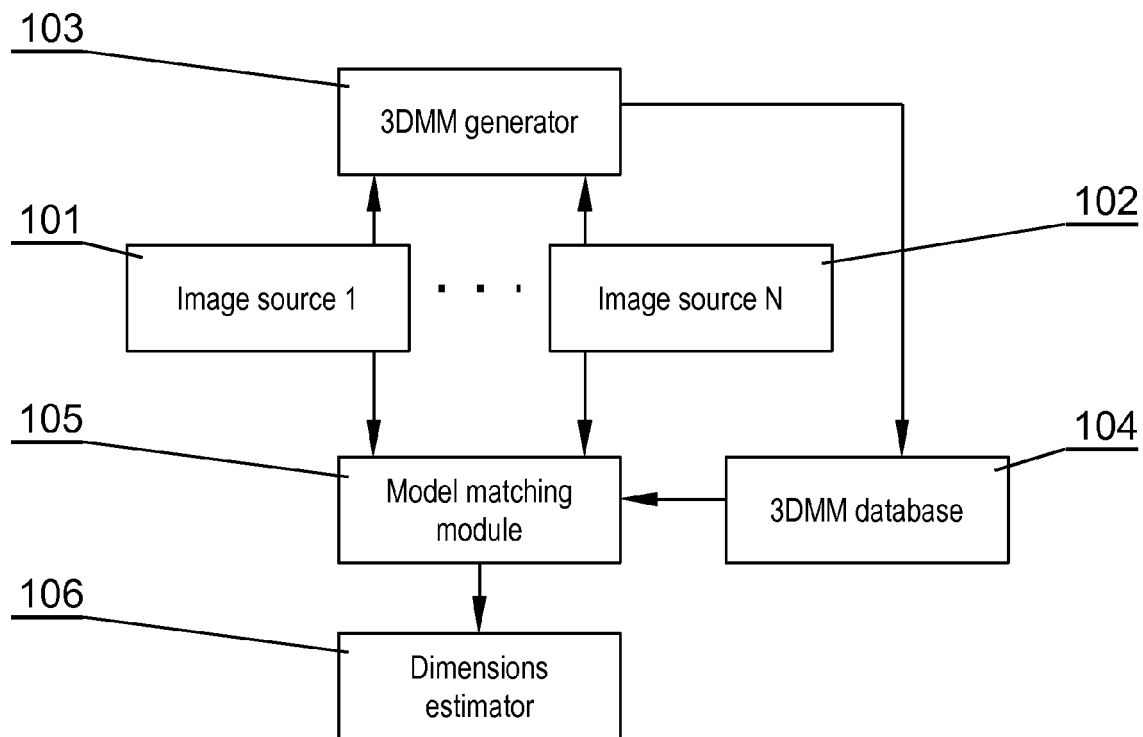 103
3DMM generator
101
102
Image source 1
. . .
Image source N
105
104
Model matching
module
3DMM database
106
Dimensions
estimator